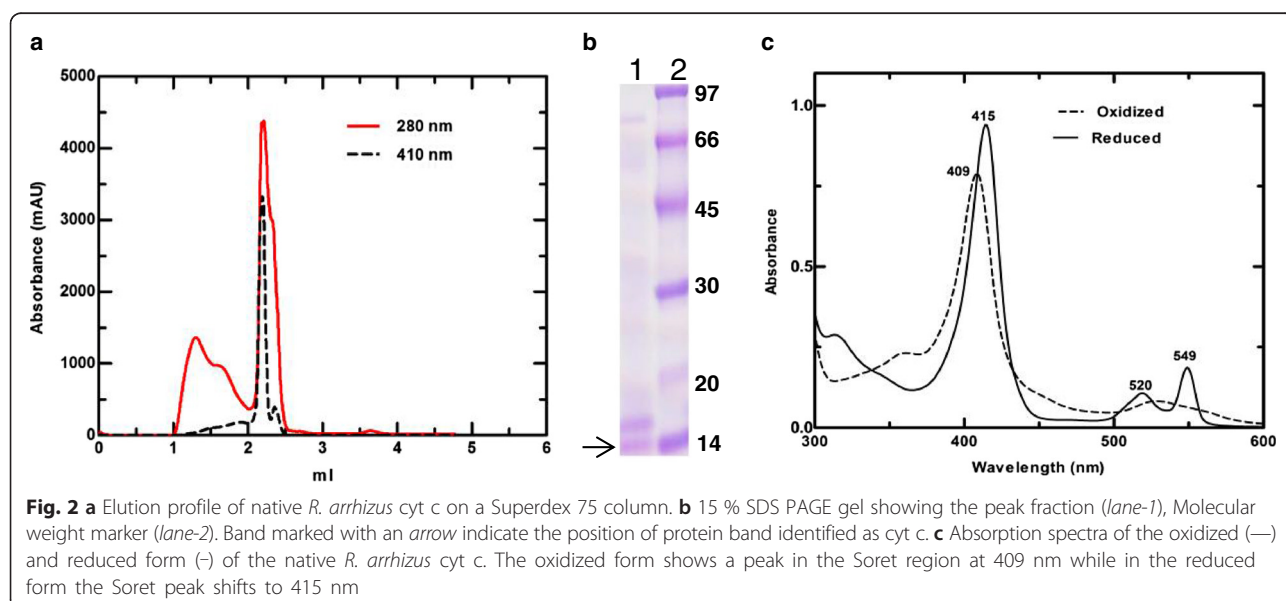 a
5000
4000
3000
2000
1000
0
Absorbance (mAU)
280 nm
410 nm
0 1 2 3 4 5 6
ml
b
1 2
97
66
45
30
20
14
c
1.0
0.5
0.0
Absorbance
Oxidized
Reduced
415
409
520
549
300 400 500 600
Wavelength (nm)
Fig. 2 a Elution profile of native R. arrhizus cyt c on a Superdex 75 column. b 15 % SDS PAGE gel showing the peak fraction (lane-1), Molecular
weight marker (lane-2). Band marked with an arrow indicate the position of protein band identified as cyt c. c Absorption spectra of the oxidized (—)
and reduced form (–) of the native R. arrhizus cyt c. The oxidized form shows a peak in the Soret region at 409 nm while in the reduced
form the Soret peak shifts to 415 nm